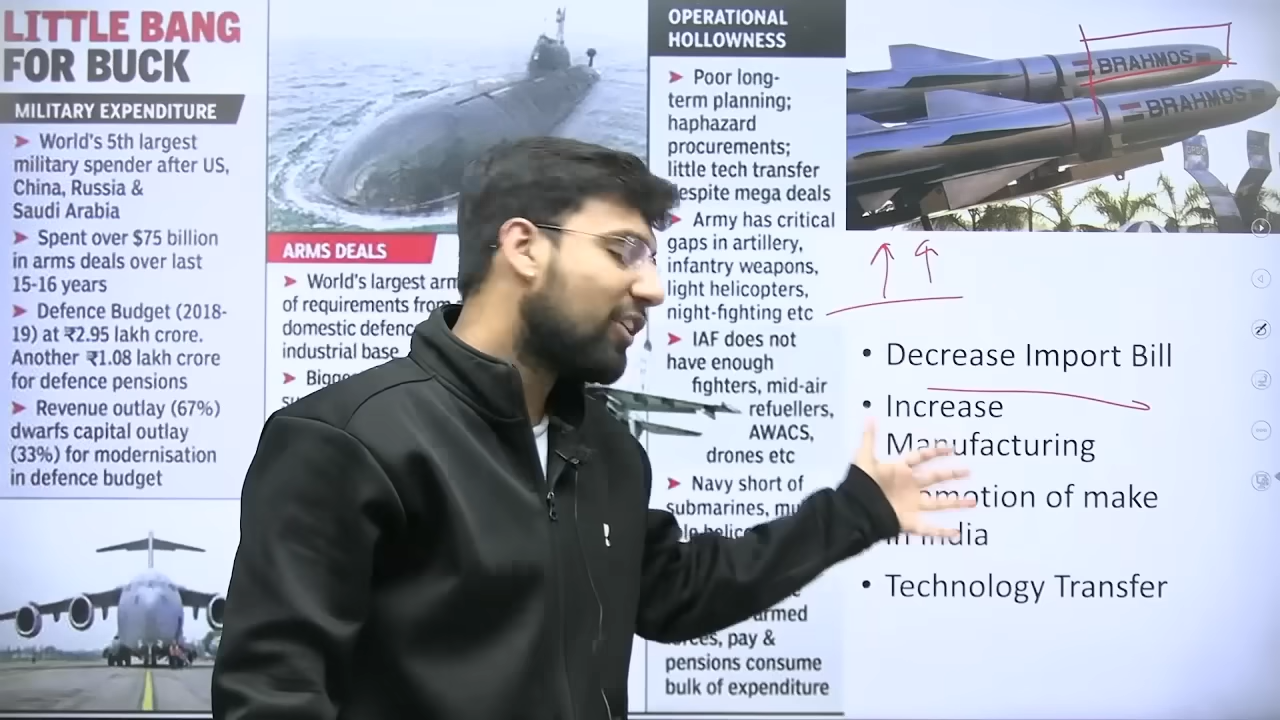 LITTLE BANG
FOR BUCK
MILITARY EXPENDITURE
➤ World's 5th largest
military spender after US,
China, Russia &
Saudi Arabia
➤ Spent over $75 billion
in arms deals over last
15-16 years
➤ Defence Budget (2018-
19) at ₹2.95 lakh crore.
Another ₹1.08 lakh crore
for defence pensions
➤ Revenue outlay (67%)
dwarfs capital outlay
(33%) for modernisation
in defence budget
ARMS DEALS
➤ World's largest
of requirements from
domestic defence
industrial base
➤
OPERATIONAL
HOLLOWNESS
➤ Poor long-
term planning;
haphazard
procurements;
little tech transfer
despite mega deals
➤ Army has critical
gaps in artillery,
infantry weapons,
light helicopters,
night-fighting etc
➤ IAF does not
have enough
fighters, mid-air
refuellers,
AWACS,
drones etc
➤ Navy short of
submarines,
pay &
pensions consume
bulk of expenditure
BRAHMOS
BRAHMOS
• Decrease Import Bill
• Increase
Manufacturing
of make
in India
• Technology Transfer